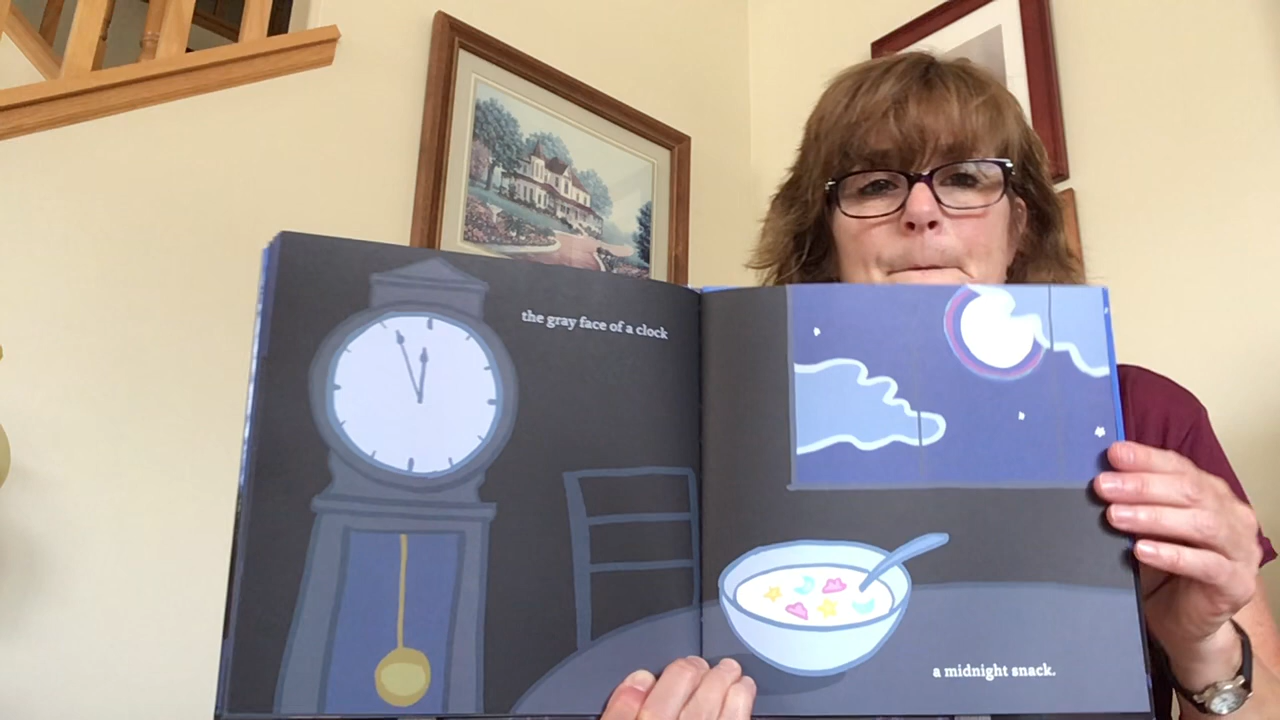 the gray face of a clock
a midnight snack.